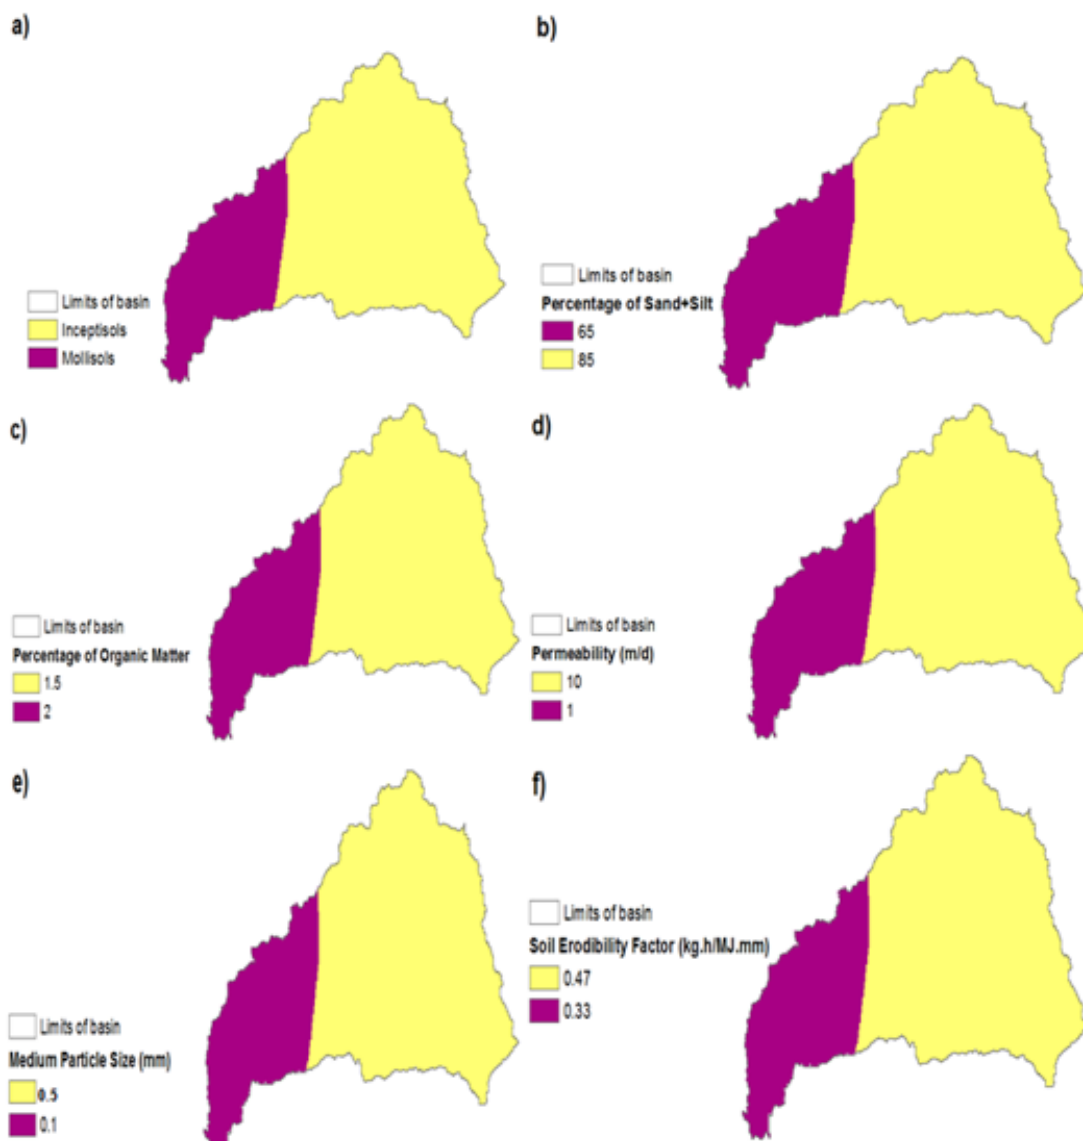 a)
Limits of basin
Inceptisols
Mollisols
b)
Limits of basin
Percentage of Sand+Silt
65
85
c)
Limits of basin
Percentage of Organic Matter
1.5
2
d)
Limits of basin
Permeability (m/d)
10
1
e)
Limits of basin
Medium Particle Size (mm)
0.5
0.1
f)
Limits of basin
Soil Erodibility Factor (kg.h/MJ.mm)
0.47
0.33